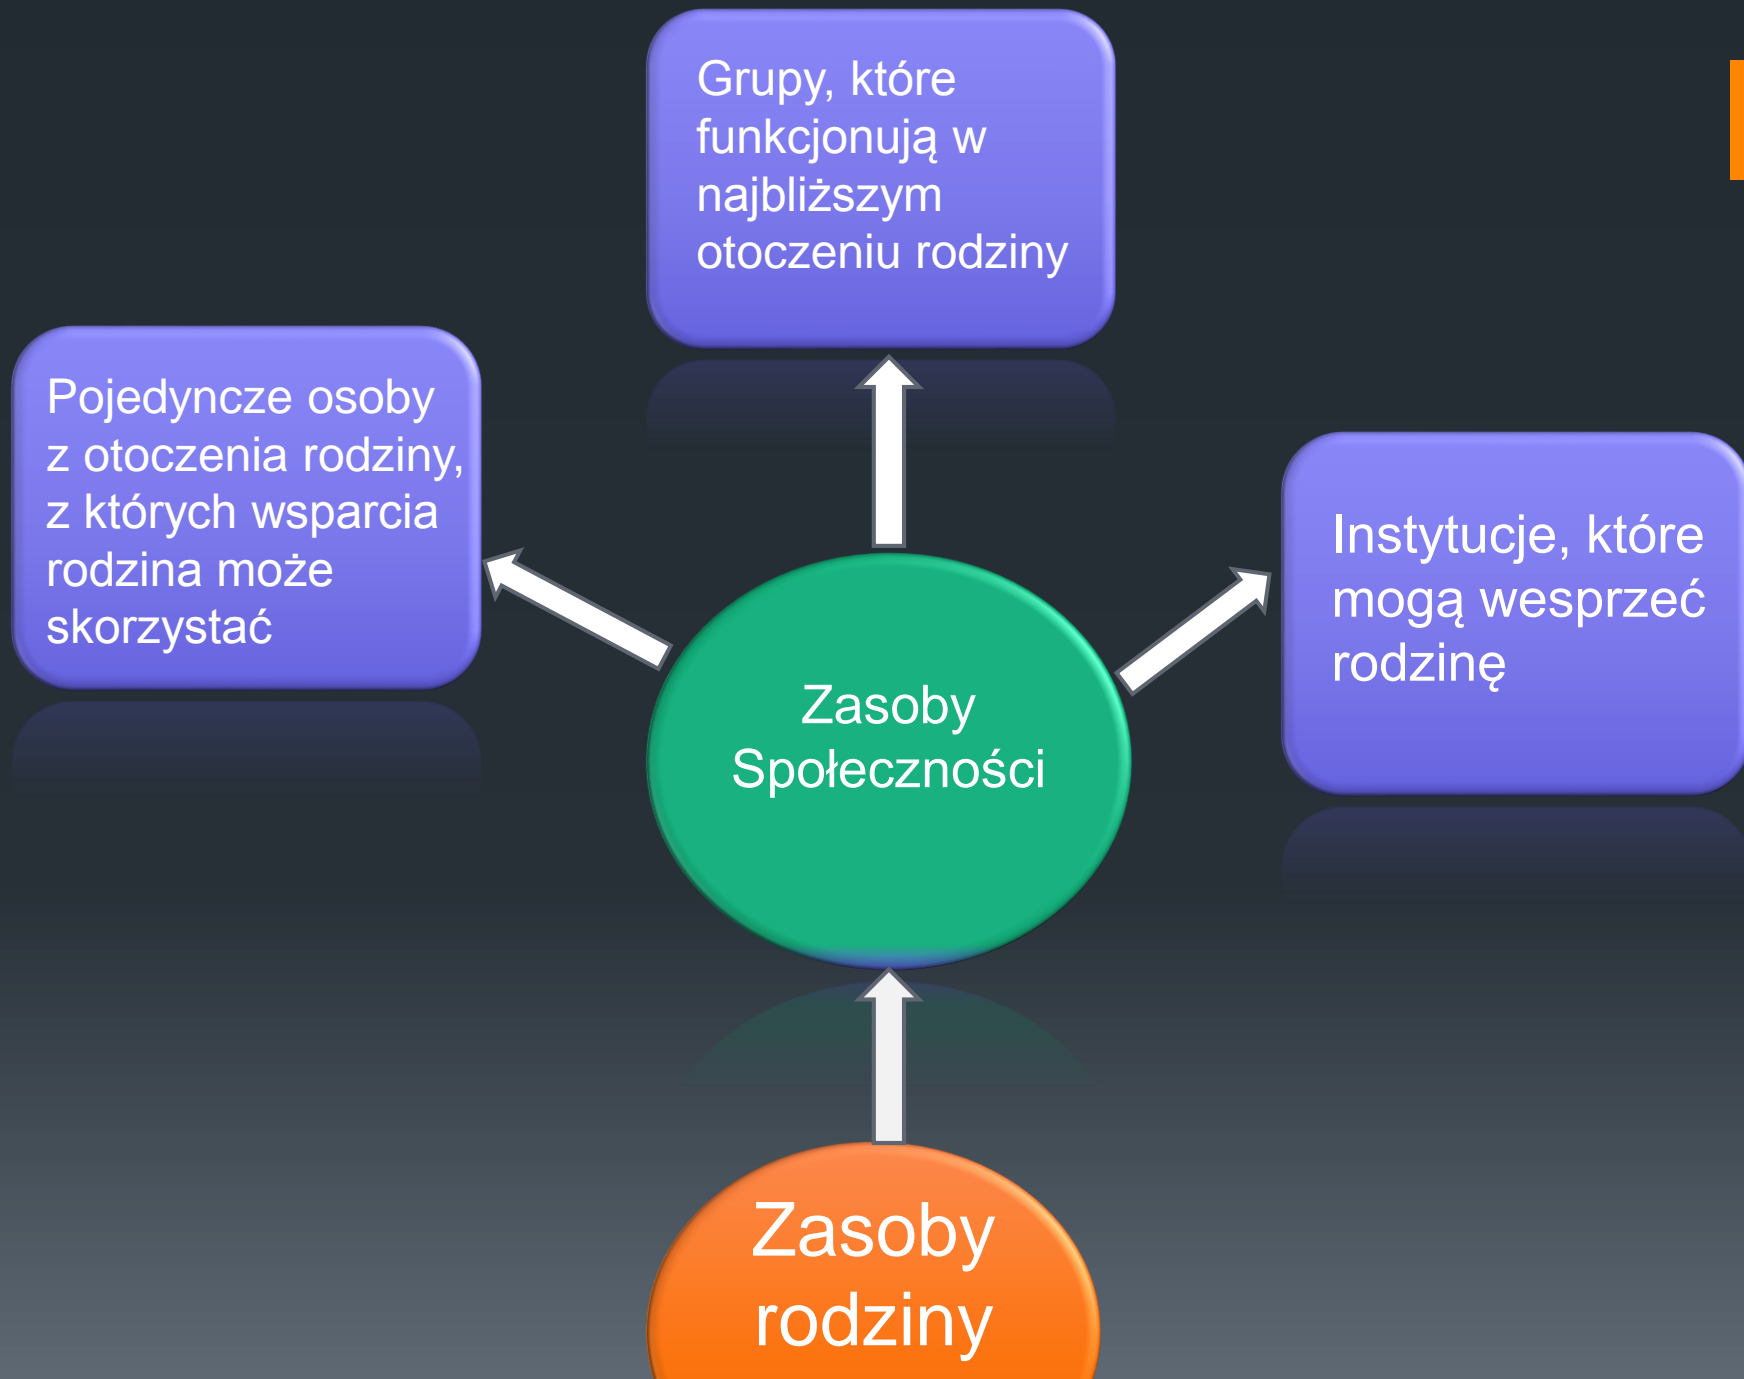 Grupy, które
funkcjonują w
najbliższym
otoczeniu rodziny
Pojedyncze osoby
z otoczenia rodziny,
z których wsparcia
rodzina może
skorzystać
Instytucje, które
mogą wesprzeć
rodzinę
Zasoby
Społeczności
Zasoby
rodziny